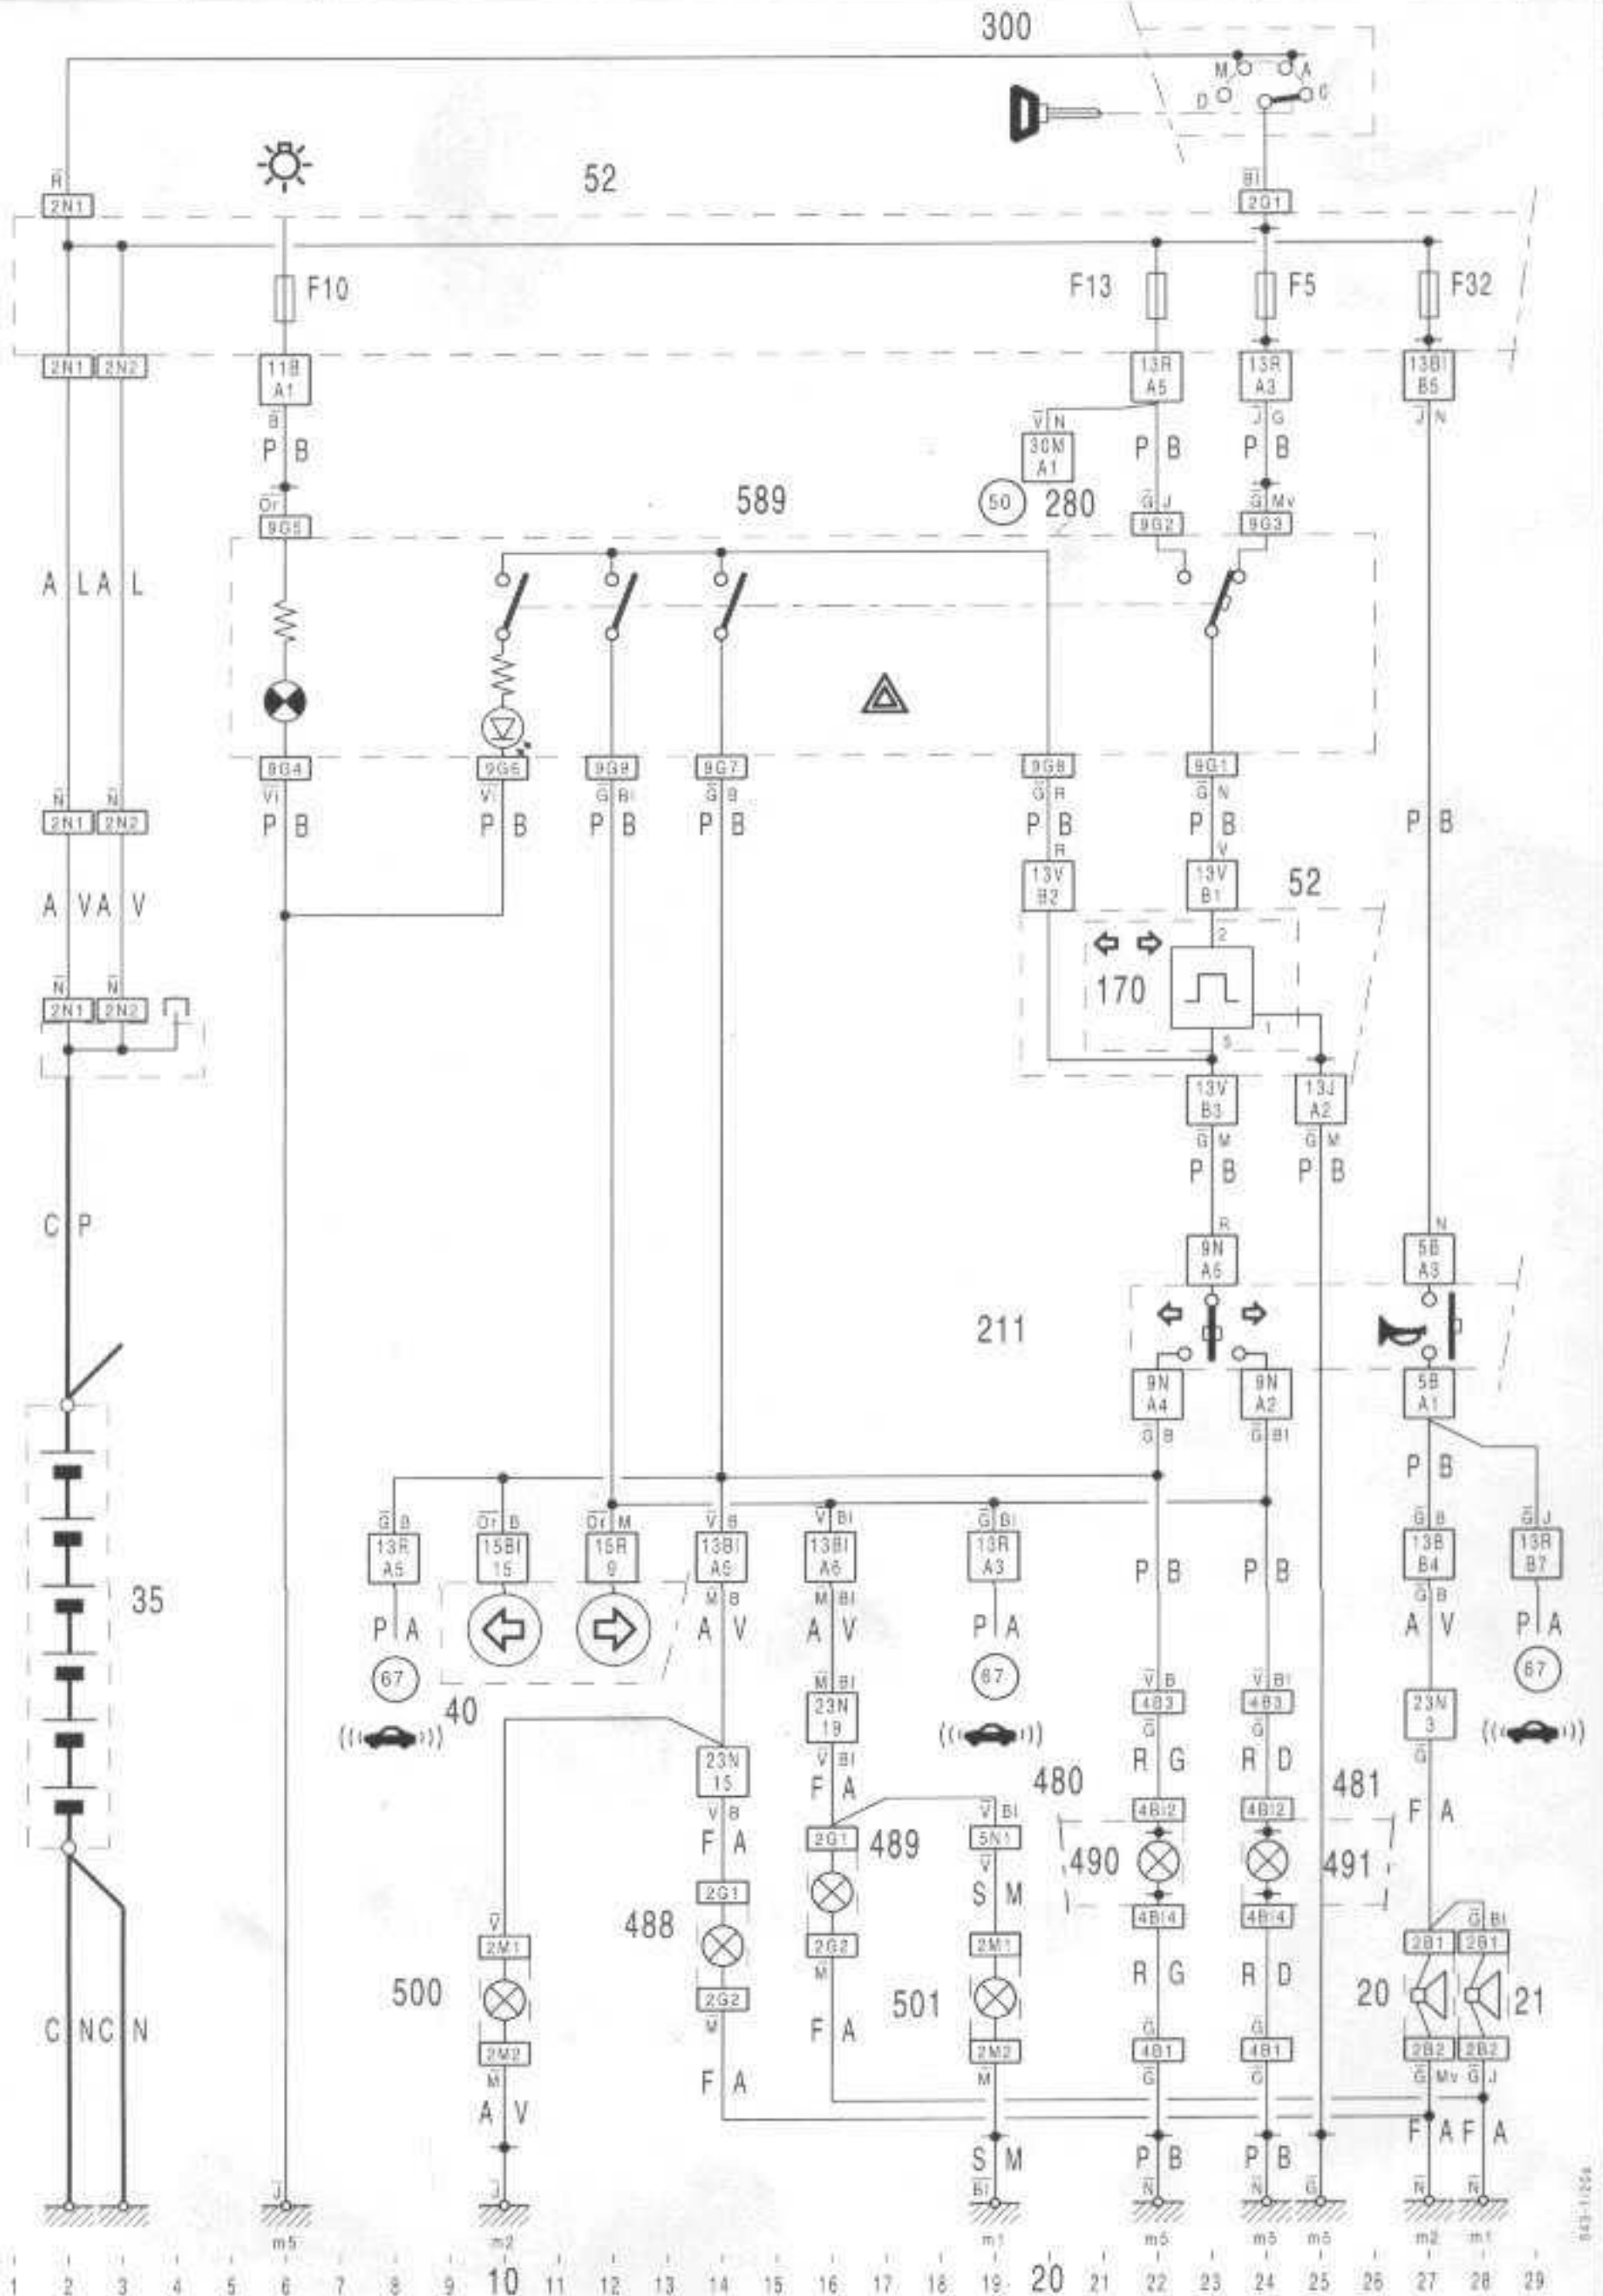 300
M A
D C
R
2N1
52
Bl
2G1
F10 F13 F5 F32
2N1 2N2
11B A1
13R A5
13R A3
13Bl B5
B
V N
J G
J N
P B
30M A1
P B
P B
Or
50
280
G J
G Mv
9G5
589
9G2
9G3
A L A L
9G4
9G6
9G9
9G7
9G8
9G1
Vi
Vi
G Bl
G B
G R
G N
N N
2N1 2N2
P B
P B
P B
P B
P B
P B
P B
R
V
13V B2
13V B1
52
A V A V
2
170
1
5
N N
2N1 2N2
13V B3
13J A2
G M
G M
P B
P B
C P
R
N
9N A6
5B A3
211
9N A4
9N A2
5B A1
G B
G Bl
P B
G B
Or B
Or M
V B
V Bl
G Bl
G B
G J
13R A5
15Bl 15
15R 9
13Bl A5
13Bl A6
13R A3
P B
P B
13B B4
13R B7
35
M B
M Bl
G B
P A
A V
A V
P A
A V
P A
67
67
67
40
M Bl
23N 19
V B
V Bl
4B3
4B3
23N 3
G
G
G
23N 15
V Bl
R G
R D
480
481
V B
F A
V Bl
4Bl2
4Bl2
F A
F A
2G1
489
5N1
490
491
V
2G1
S M
4Bl4
4Bl4
488
V
2M1
2G2
2M1
G Bl
2B1 2B1
500
2G2
M
501
R G
R D
20
21
M
F A
C N C N
2M2
2M2
G
G
4B1
4B1
2B2 2B2
M
M
G
G
G Mv
G J
F A
A V
S M
P B
P B
F A F A
J
J
Bl
N
N
G
N
N
m5
m2
m1
m5
m5
m5
m2
m1
1 2 3 4 5 6 7 8 9 10 11 12 13 14 15 16 17 18 19 20 21 22 23 24 25 26 27 28 29